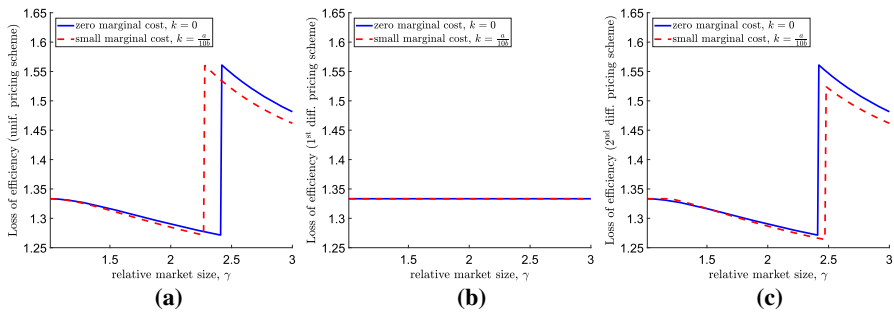 1.65
1.6
1.55
1.5
1.45
1.4
1.35
1.3
1.25
1.5
2
2.5
3
Loss of efficiency (unif. pricing scheme)
relative market size, γ
zero marginal cost, k = 0
small marginal cost, k = a/10b
(a)
1.65
1.6
1.55
1.5
1.45
1.4
1.35
1.3
1.25
1.5
2
2.5
3
Loss of efficiency (1st diff. pricing scheme)
relative market size, γ
zero marginal cost, k = 0
small marginal cost, k = a/10b
(b)
1.65
1.6
1.55
1.5
1.45
1.4
1.35
1.3
1.25
1.5
2
2.5
3
Loss of efficiency (2nd diff. pricing scheme)
relative market size, γ
zero marginal cost, k = 0
small marginal cost, k = a/10b
(c)